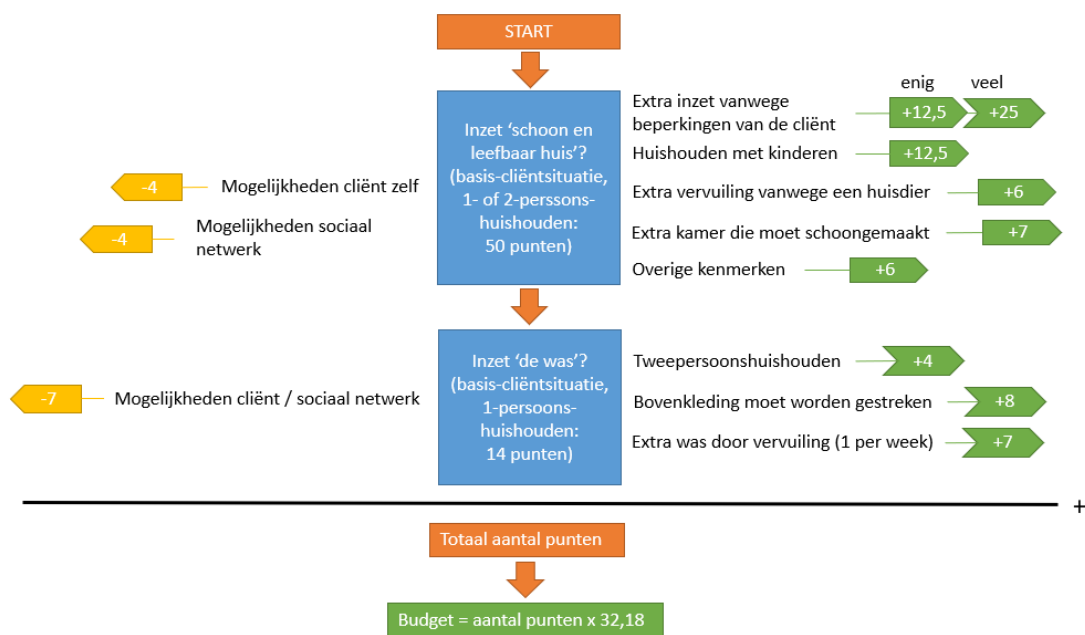 START
enig
veel
Extra inzet vanwege
beperkingen van de cliënt
+12,5
+25
Inzet 'schoon en
leefbaar huis'?
(basis-cliëntsituatie,
1- of 2-perssons-
huishouden:
50 punten)
Huishouden met kinderen
+12,5
-4
Mogelijkheden cliënt zelf
Extra vervuiling vanwege een huisdier
+6
-4
Mogelijkheden sociaal
netwerk
Extra kamer die moet schoongemaakt
+7
Overige kenmerken
+6
Inzet 'de was'?
(basis-cliëntsituatie,
1-persoons-
huishouden:
14 punten)
Tweepersoonshuishouden
+4
-7
Mogelijkheden cliënt / sociaal netwerk
Bovenkleding moet worden gestreken
+8
Extra was door vervuiling (1 per week)
+7
+
Totaal aantal punten
Budget = aantal punten x 32,18